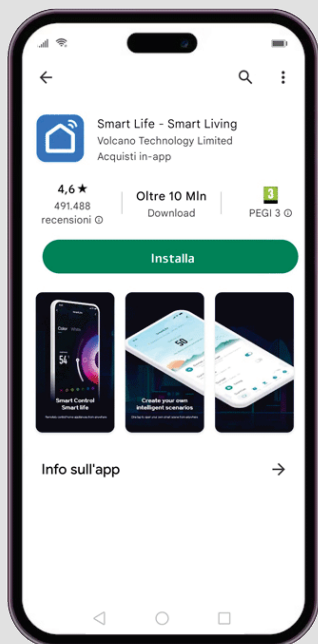 Smart Life - Smart Living
Volcano Technology Limited
Acquisti in-app
4,6 ★
491.488
recensioni
Oltre 10 Mln
Download
3
PEGI 3
Installa
Smart Control
Smart life
Create your own
intelligent scenarios
Info sull'app